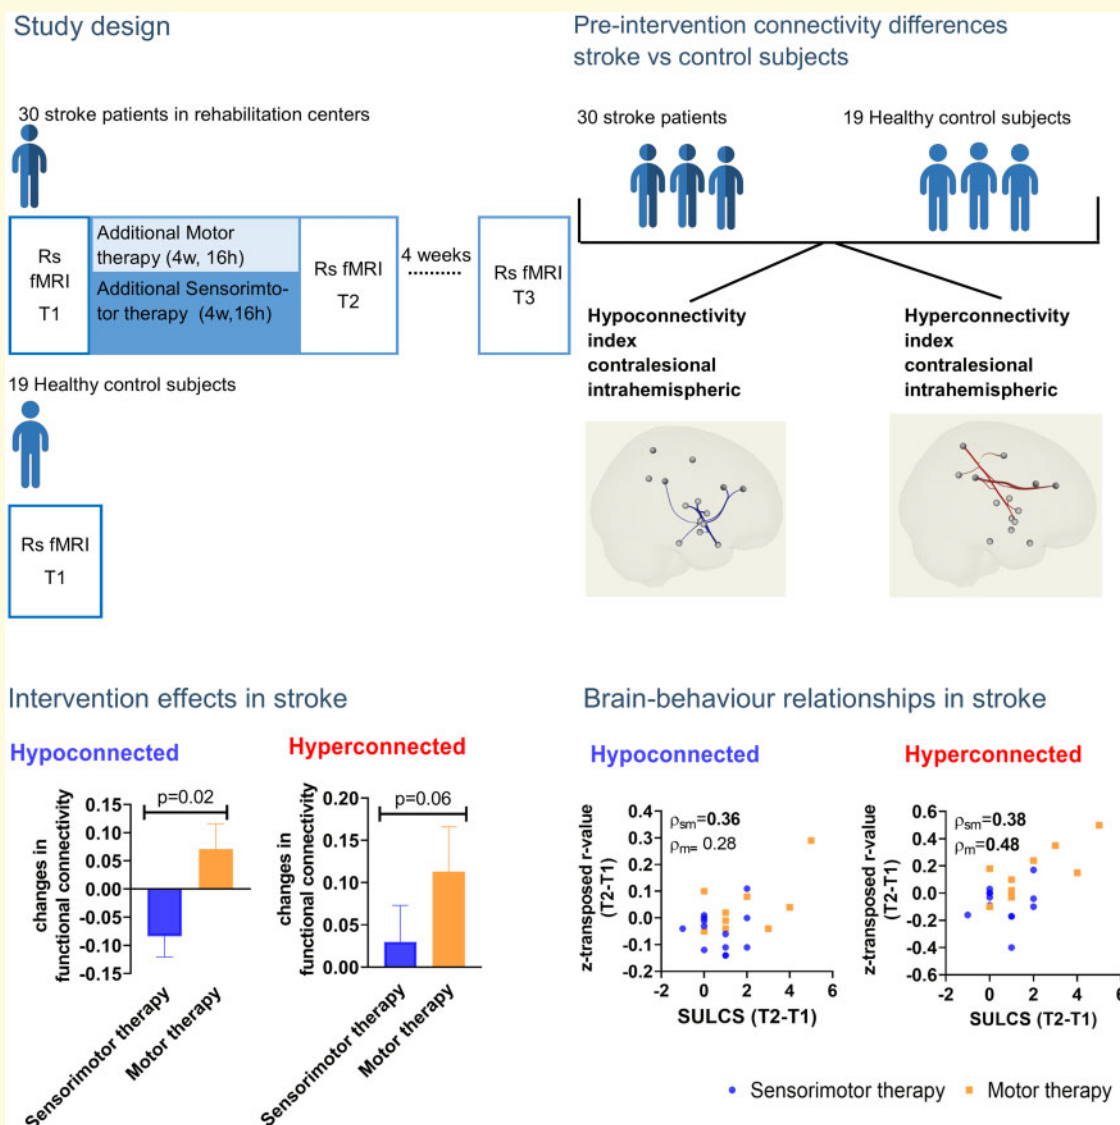 Study design
30 stroke patients in rehabilitation centers
Rs
fMRI
T1
Additional Motor
therapy (4w, 16h)
Additional Sensorimto-
tor therapy (4w,16h)
Rs fMRI
T2
4 weeks
Rs fMRI
T3
19 Healthy control subjects
Rs fMRI
T1
Pre-intervention connectivity differences
stroke vs control subjects
30 stroke patients
19 Healthy control subjects
Hypoconnectivity
index
contralesional
intrahemispheric
Hyperconnectivity
index
contralesional
intrahemispheric
Intervention effects in stroke
Hypoconnected
changes in
functional connectivity
0.15
0.10
0.05
0.00
-0.05
-0.10
-0.15
p=0.02
Sensorimotor therapy
Motor therapy
Hyperconnected
changes in
functional connectivity
0.20
0.15
0.10
0.05
0.00
p=0.06
Sensorimotor therapy
Motor therapy
Brain-behaviour relationships in stroke
Hypoconnected
z-transposed r-value
(T2-T1)
0.4
0.3
0.2
0.1
0.0
-0.1
-0.2
ρsm=0.36
ρm= 0.28
-2 0 2 4 6
SULCS (T2-T1)
Hyperconnected
z-transposed r-value
(T2-T1)
0.6
0.4
0.2
0.0
-0.2
-0.4
-0.6
ρsm=0.38
ρm=0.48
-2 0 2 4 6
SULCS (T2-T1)
Sensorimotor therapy
Motor therapy